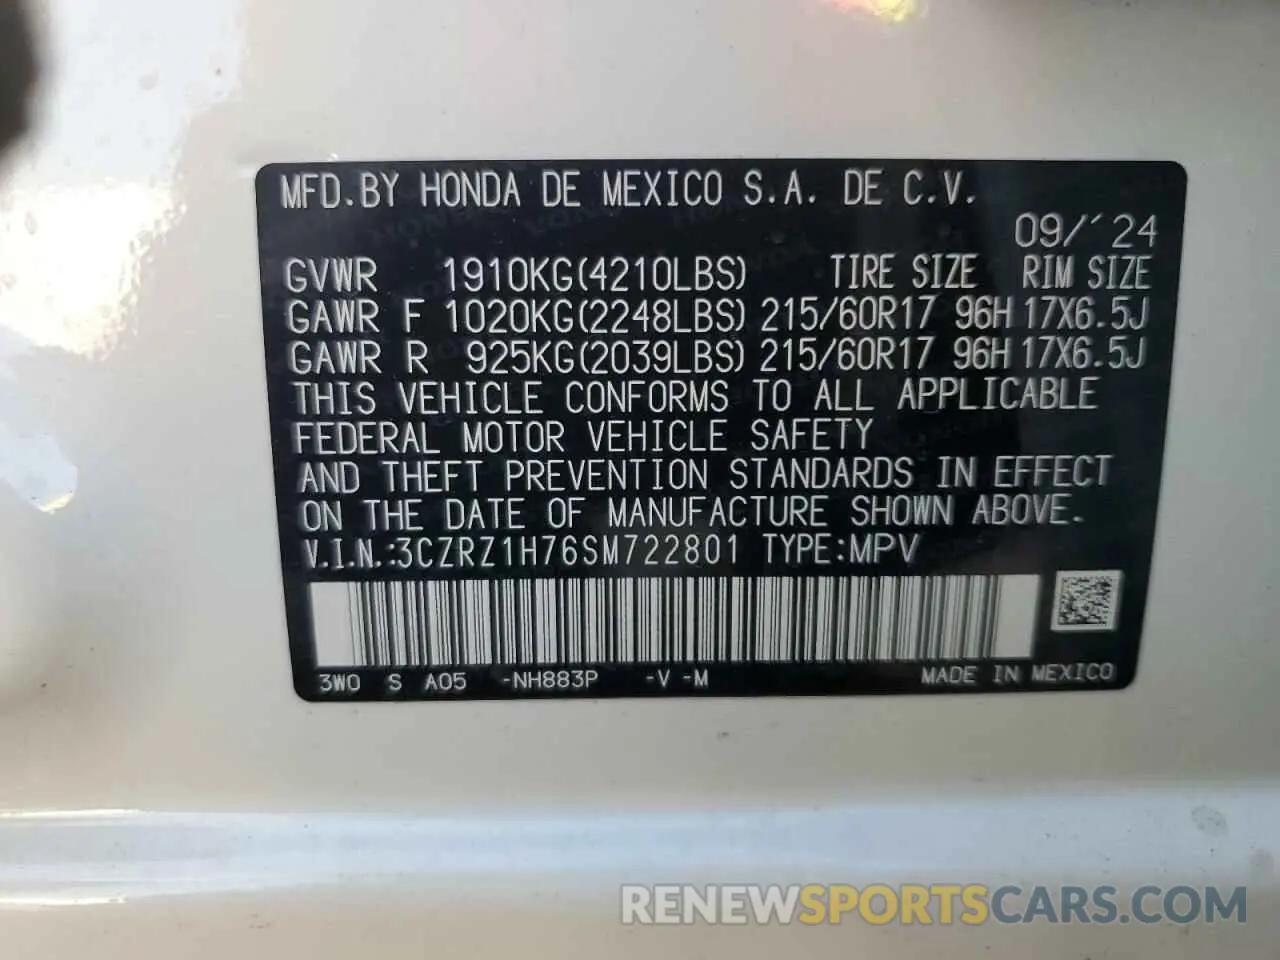 MFD.BY HONDA DE MEXICO S.A. DE C.V.
09/´24
GVWR 1910KG(4210LBS) TIRE SIZE RIM SIZE
GAWR F 1020KG(2248LBS) 215/60R17 96H 17X6.5J
GAWR R 925KG(2039LBS) 215/60R17 96H 17X6.5J
THIS VEHICLE CONFORMS TO ALL APPLICABLE
FEDERAL MOTOR VEHICLE SAFETY
AND THEFT PREVENTION STANDARDS IN EFFECT
ON THE DATE OF MANUFACTURE SHOWN ABOVE.
V.I.N.:3CZRZ1H76SM722801 TYPE:MPV
3W0 S A05 -NH883P -V -M MADE IN MEXICO
RENEWSPORTSCARS.COM